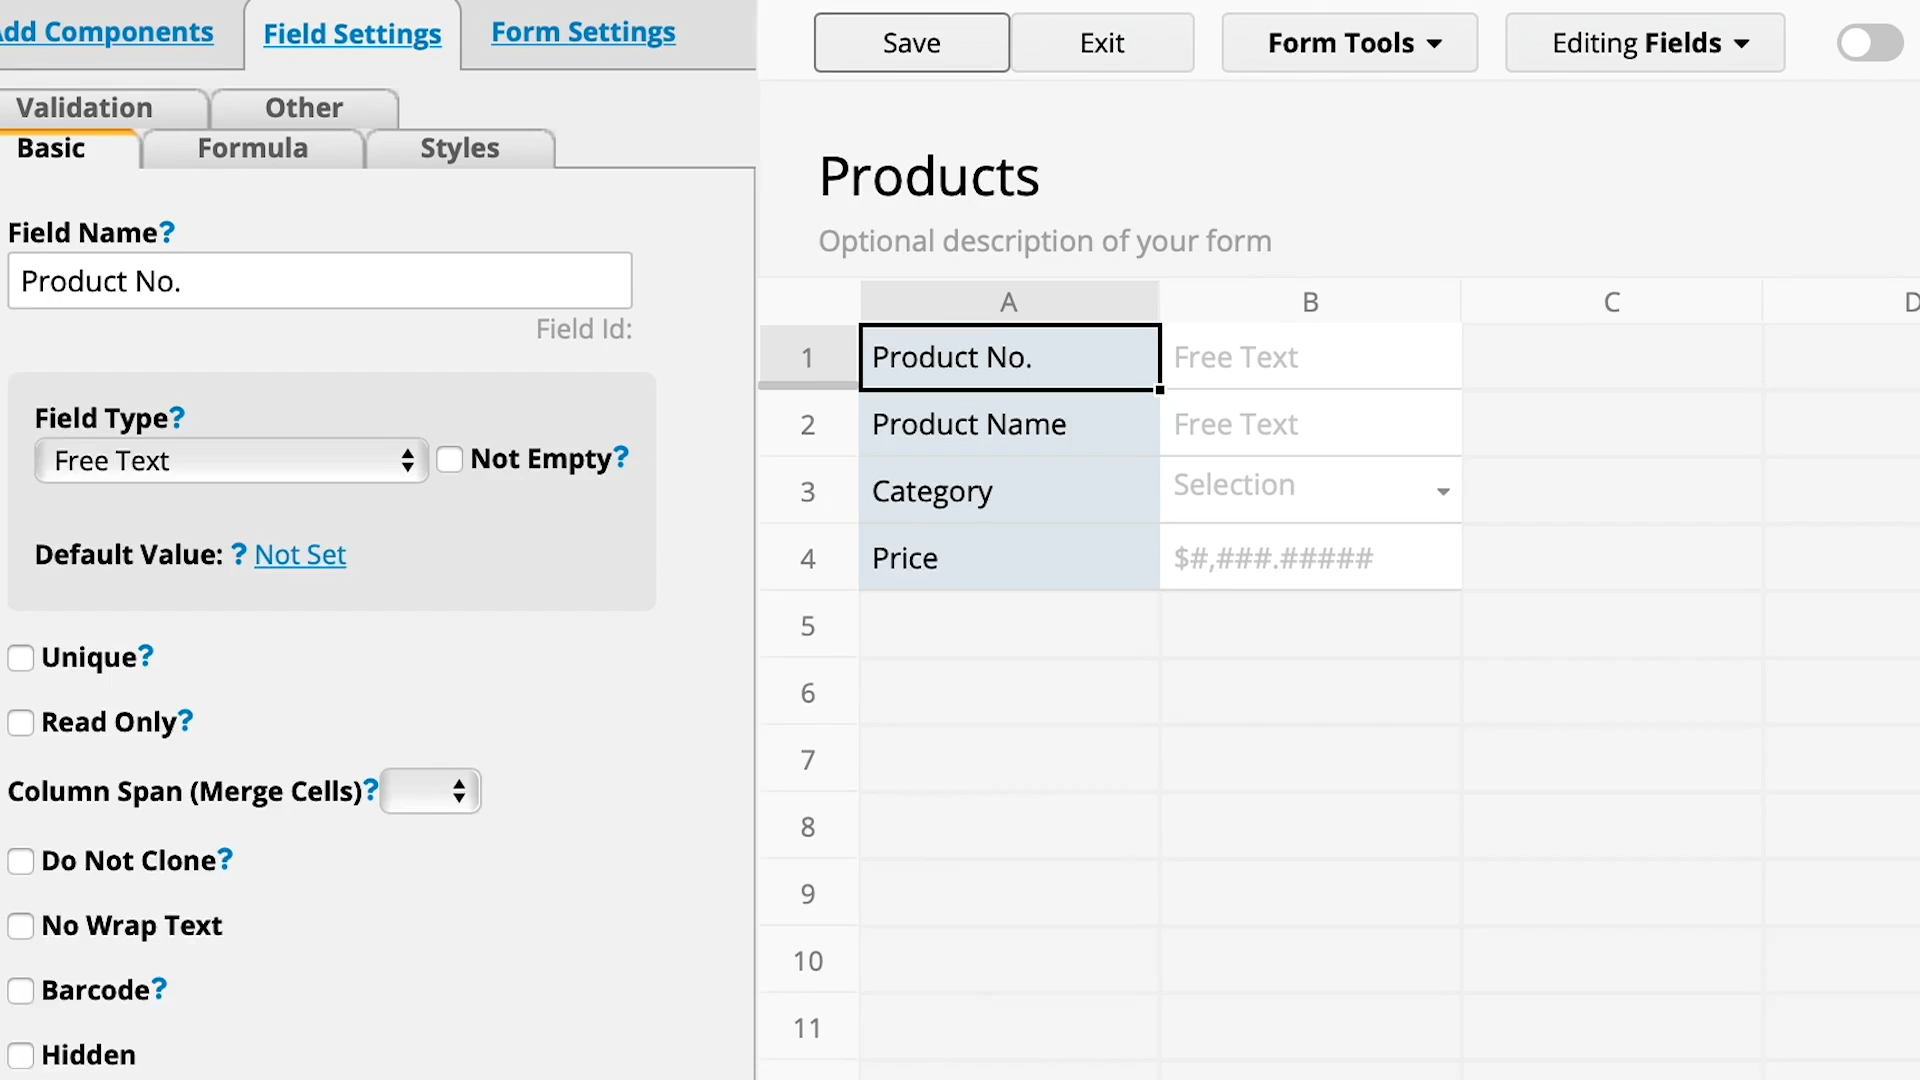 dd Components
Field Settings
Form Settings
Validation
Other
Basic
Formula
Styles
Field Name?
Product No.
Field Id:
Field Type?
Free Text
Not Empty?
Default Value: ? Not Set
Unique?
Read Only?
Column Span (Merge Cells)?
Do Not Clone?
No Wrap Text
Barcode?
Hidden
Save
Exit
Form Tools
Editing Fields
Products
Optional description of your form
A B C D
1 Product No. Free Text
2 Product Name Free Text
3 Category Selection
4 Price $#,###.#####
5
6
7
8
9
10
11